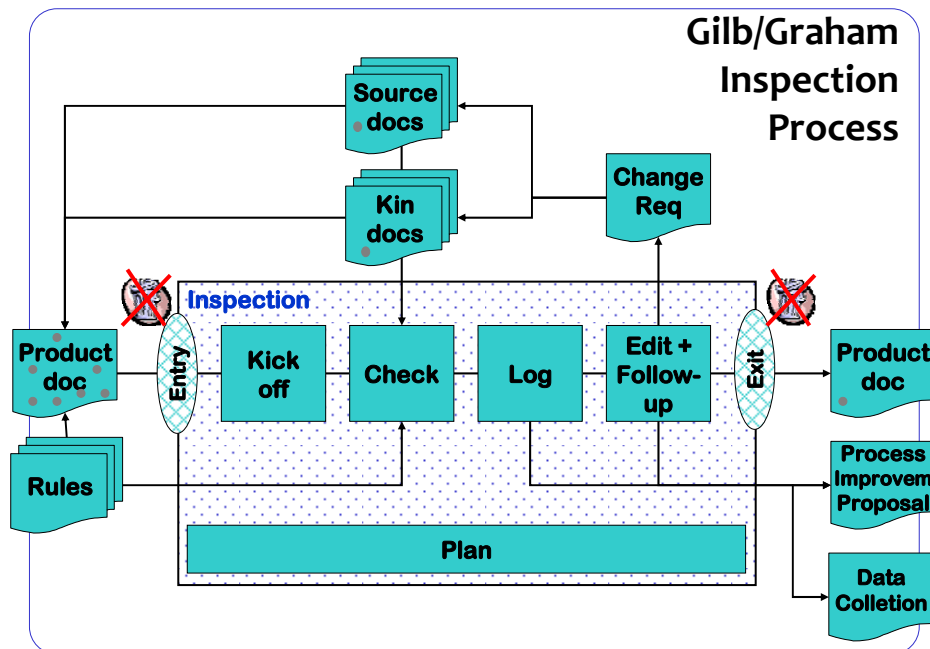 Gilb/Graham
Inspection
Process
Source
docs
Change
Req
Kin
docs
Inspection
Product
doc
Entry
Kick
off
Check
Log
Edit +
Follow-
up
Exit
Product
doc
Rules
Process
Improvem
Proposal
Plan
Data
Colletion